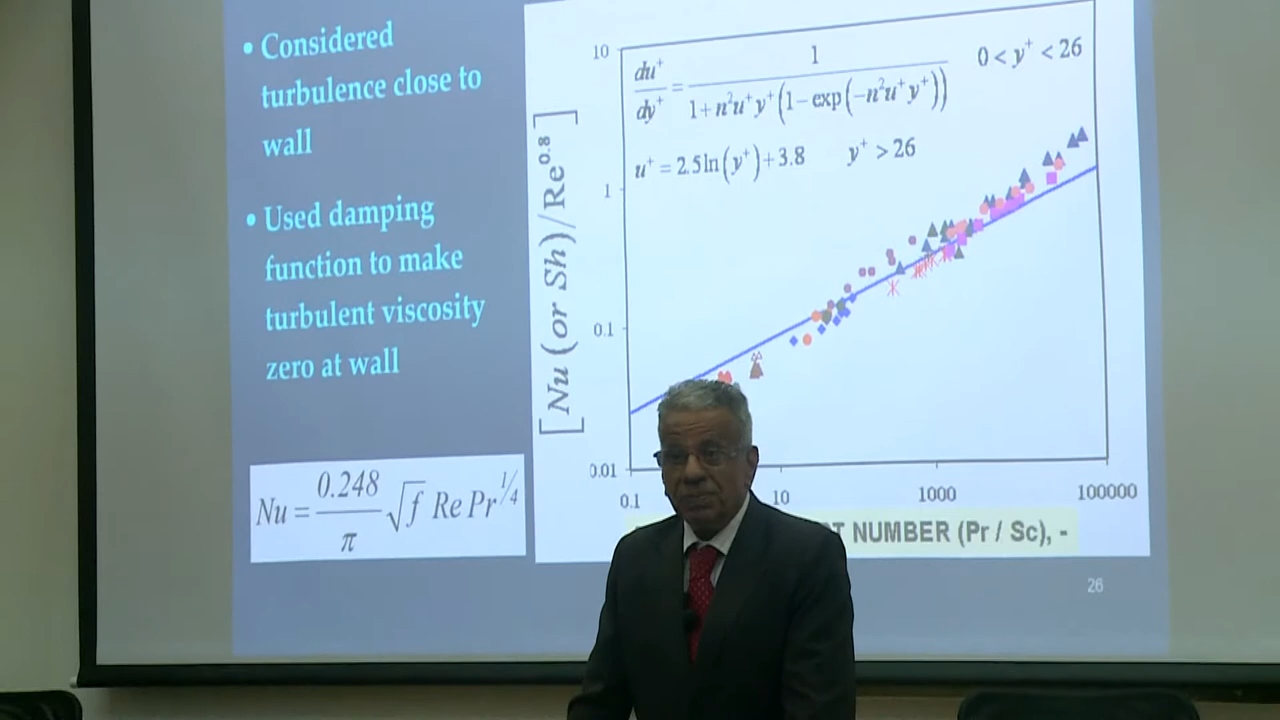 • Considered
turbulence close to
wall
• Used damping
function to make
turbulent viscosity
zero at wall
Nu = 0.248/π √f Re Pr^1/4
[Nu (or Sh)/Re^0.8]
10
1
0.1
0.01
du⁺/dy⁺ = 1/(1+n²u⁺y⁺(1−exp(−n²u⁺y⁺))) 0<y⁺<26
u⁺ = 2.5ln(y⁺)+3.8 y⁺>26
0.1 10 1000 100000
NUMBER (Pr / Sc), -
26